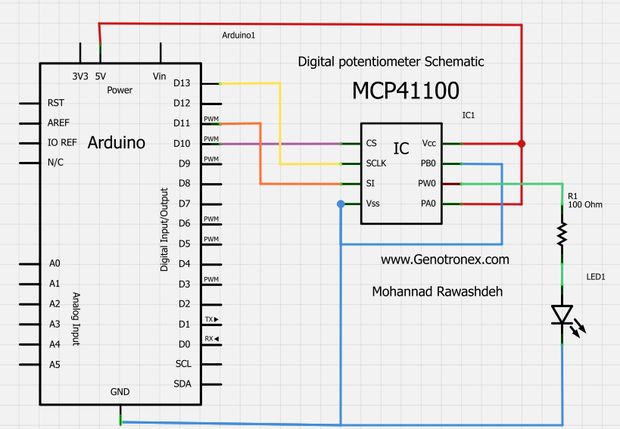 Arduino1
3V3
5V
Vin
Power
Arduino
RST
AREF
IO REF
N/C
A0
A1
A2
A3
A4
A5
Analog Input
Digital Input/Output
D13
D12
D11
PWM
D10
PWM
D9
PWM
D8
D7
D6
PWM
D5
PWM
D4
D3
PWM
D2
D1
TX
D0
RX
SCL
SDA
GND
Digital potentiometer Schematic
MCP41100
IC1
IC
CS
SCLK
SI
Vss
Vcc
PB0
PW0
PA0
R1
100 Ohm
LED1
www.Genotronex.com
Mohannad Rawashdeh